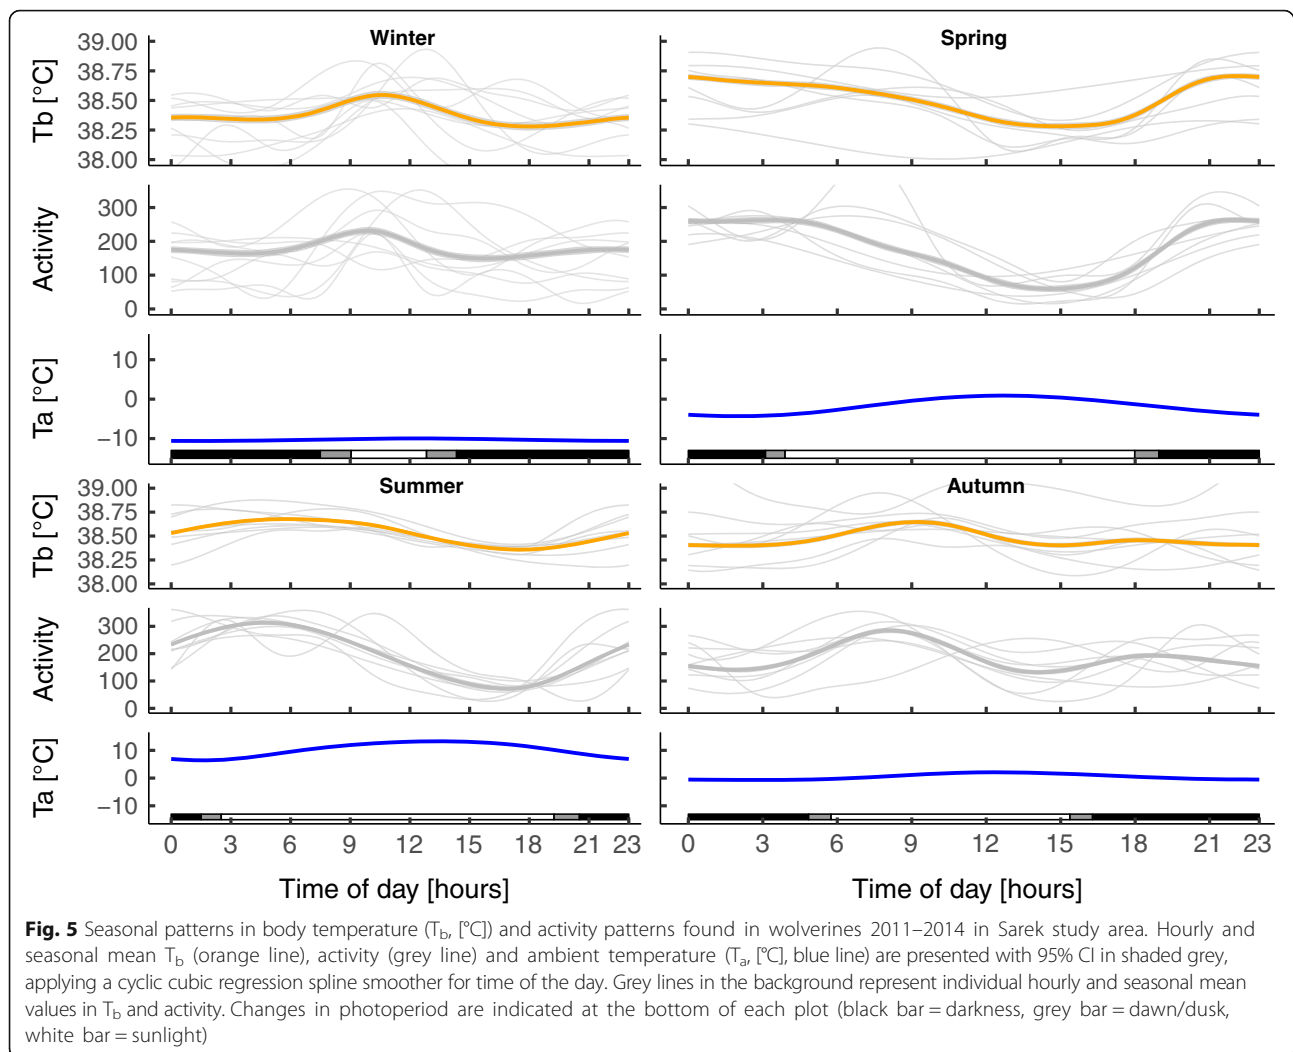 Winter
Spring
Tb [°C]
39.00
38.75
38.50
38.25
38.00
Activity
300
200
100
0
Ta [°C]
10
0
−10
Summer
Autumn
Tb [°C]
39.00
38.75
38.50
38.25
38.00
Activity
300
200
100
0
Ta [°C]
10
0
−10
0 3 6 9 12 15 18 21 23
0 3 6 9 12 15 18 21 23
Time of day [hours]
Time of day [hours]
Fig. 5 Seasonal patterns in body temperature (Tb, [°C]) and activity patterns found in wolverines 2011–2014 in Sarek study area. Hourly and
seasonal mean Tb (orange line), activity (grey line) and ambient temperature (Ta, [°C], blue line) are presented with 95% CI in shaded grey,
applying a cyclic cubic regression spline smoother for time of the day. Grey lines in the background represent individual hourly and seasonal mean
values in Tb and activity. Changes in photoperiod are indicated at the bottom of each plot (black bar = darkness, grey bar = dawn/dusk,
white bar = sunlight)